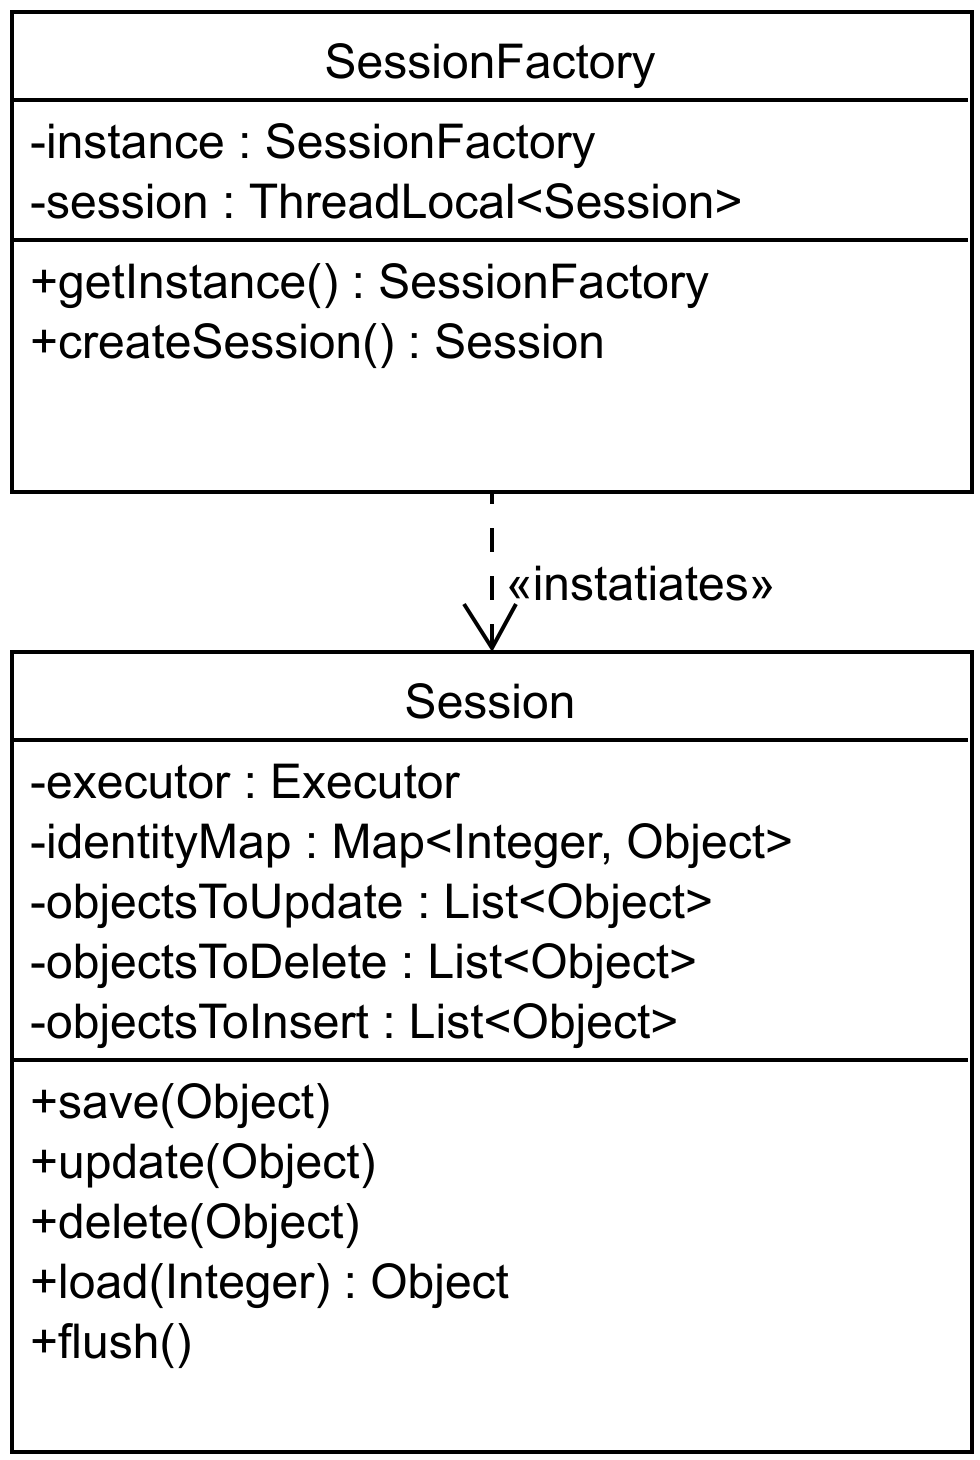 SessionFactory
-instance : SessionFactory
-session : ThreadLocal<Session>
+getInstance() : SessionFactory
+createSession() : Session
«instatiates»
Session
-executor : Executor
-identityMap : Map<Integer, Object>
-objectsToUpdate : List<Object>
-objectsToDelete : List<Object>
-objectsToInsert : List<Object>
+save(Object)
+update(Object)
+delete(Object)
+load(Integer) : Object
+flush()